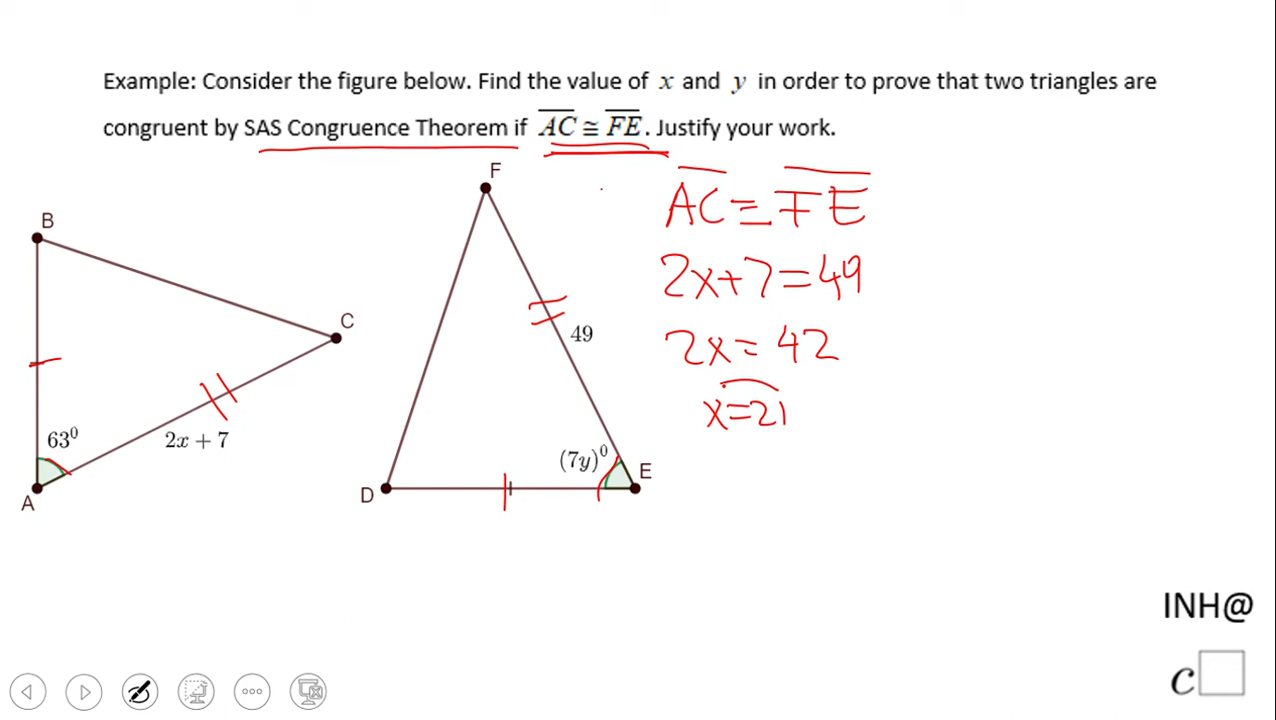 Example: Consider the figure below. Find the value of x and y in order to prove that two triangles are
congruent by SAS Congruence Theorem if AC ≅ FE. Justify your work.
B
C
63⁰
2x + 7
A
F
49
(7y)⁰
E
D
AC ≅ FE
2x+7=49
2x=42
x=21
INH@
c